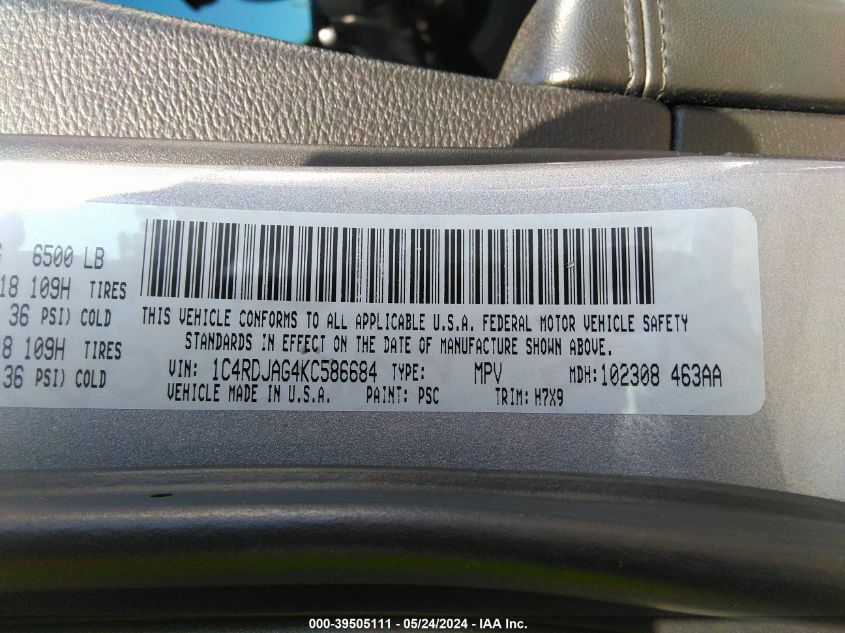 G 6500 LB
18 109H TIRES
36 PSI) COLD
8 109H TIRES
36 PSI) COLD
THIS VEHICLE CONFORMS TO ALL APPLICABLE U.S.A. FEDERAL MOTOR VEHICLE SAFETY
STANDARDS IN EFFECT ON THE DATE OF MANUFACTURE SHOWN ABOVE.
VIN: 1C4RDJAG4KC586684 TYPE: MPV MDH:102308 463AA
VEHICLE MADE IN U.S.A. PAINT: PSC TRIM: H7X9
000-39505111 - 05/24/2024 - IAA Inc.